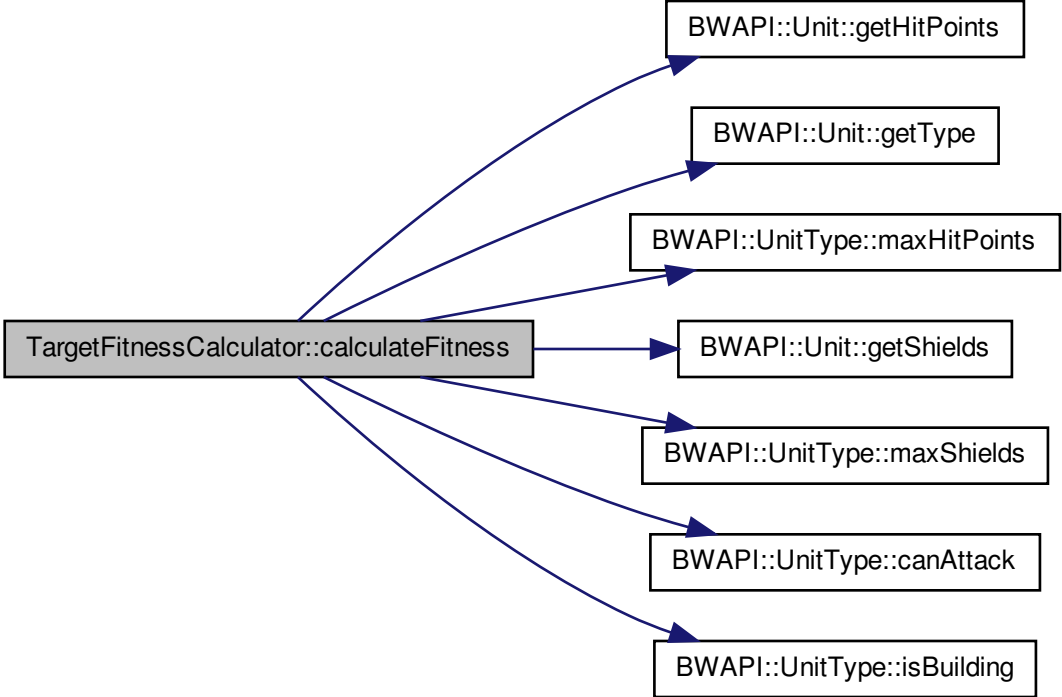 BWAPI::Unit::getHitPoints
BWAPI::Unit::getType
BWAPI::UnitType::maxHitPoints
TargetFitnessCalculator::calculateFitness
BWAPI::Unit::getShields
BWAPI::UnitType::maxShields
BWAPI::UnitType::canAttack
BWAPI::UnitType::isBuilding